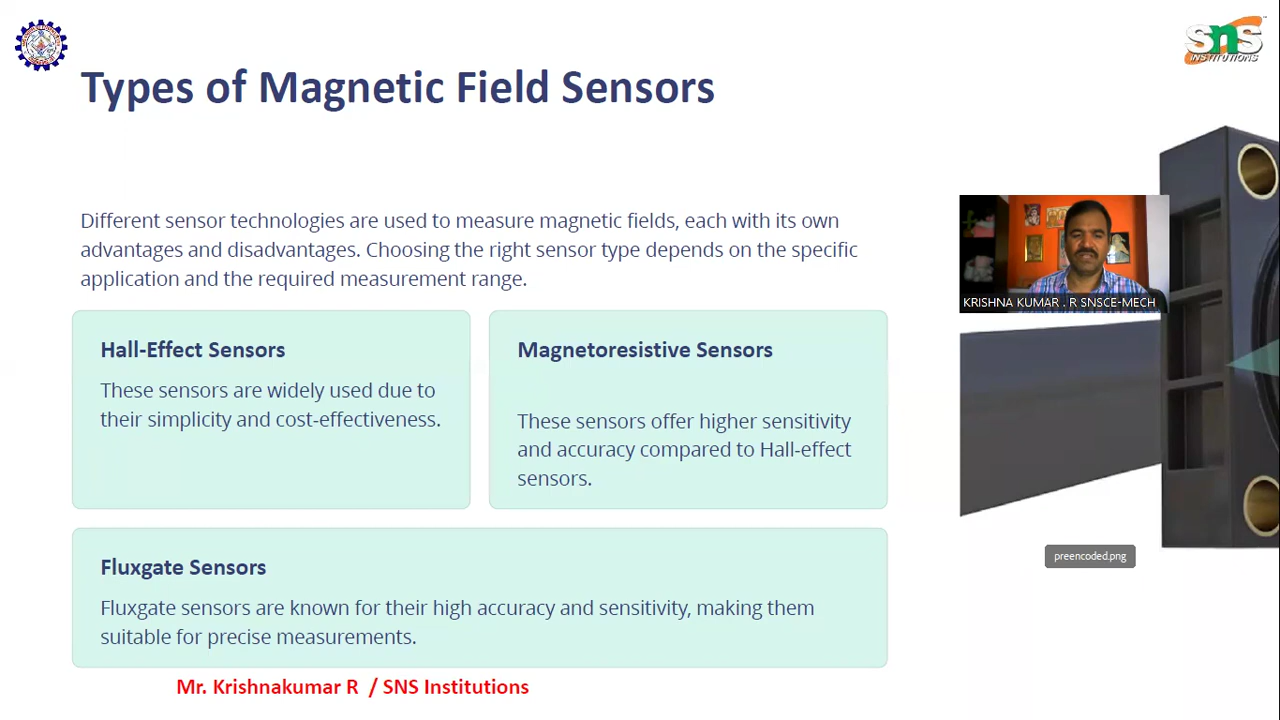 SNS
INSTITUTIONS
Types of Magnetic Field Sensors
Different sensor technologies are used to measure magnetic fields, each with its own
advantages and disadvantages. Choosing the right sensor type depends on the specific
application and the required measurement range.
KRISHNA KUMAR . R SNSCE-MECH
Hall-Effect Sensors
These sensors are widely used due to
their simplicity and cost-effectiveness.
Magnetoresistive Sensors
These sensors offer higher sensitivity
and accuracy compared to Hall-effect
sensors.
preencoded.png
Fluxgate Sensors
Fluxgate sensors are known for their high accuracy and sensitivity, making them
suitable for precise measurements.
Mr. Krishnakumar R / SNS Institutions